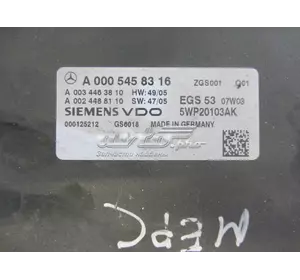 A 000 545 83 16
ZGS001 001
A 003 446 38 10 HW:49/05
A 002 448 81 10 SW:47/05
EGS 53 07W03
SIEMENS VDO
5WP20103AK
000125212 GS6018 MADE IN GERMANY
МЕРС